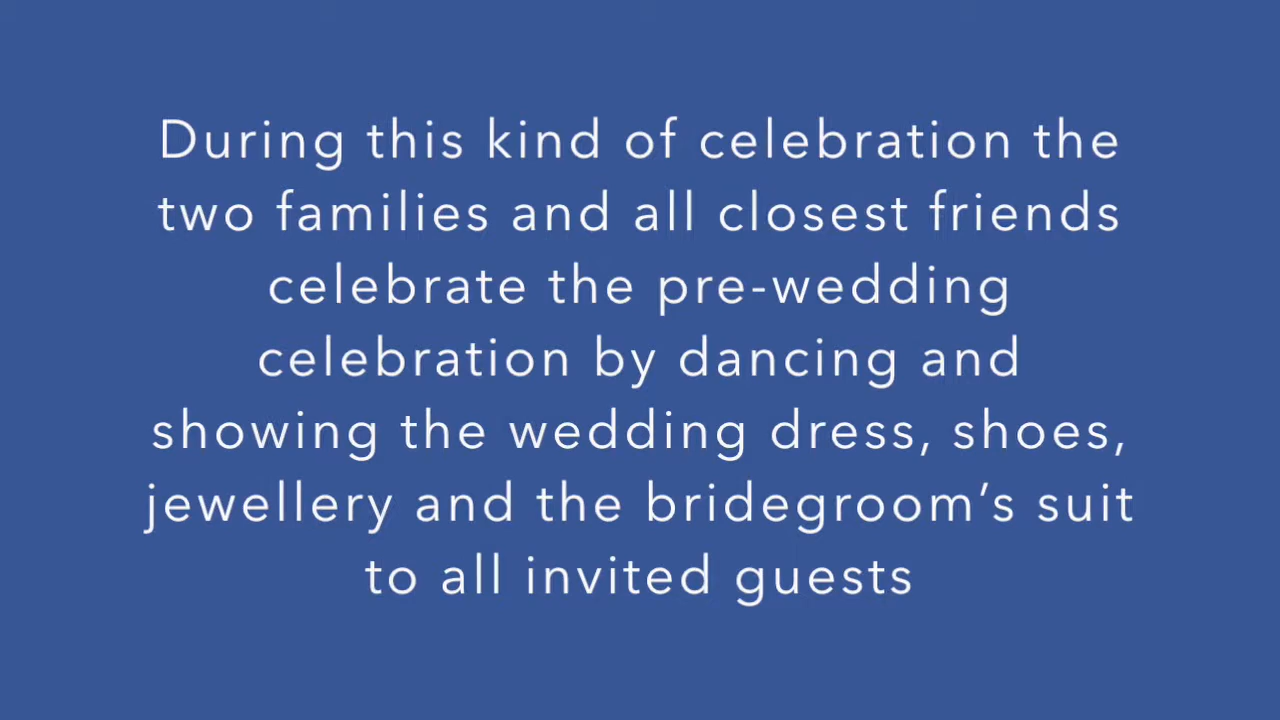 During this kind of celebration the
two families and all closest friends
celebrate the pre-wedding
celebration by dancing and
showing the wedding dress, shoes,
jewellery and the bridegroom’s suit
to all invited guests